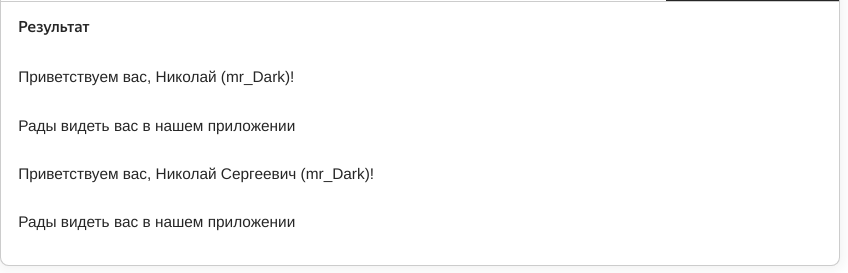 Результат
Приветствуем вас, Николай (mr_Dark)!
Рады видеть вас в нашем приложении
Приветствуем вас, Николай Сергеевич (mr_Dark)!
Рады видеть вас в нашем приложении